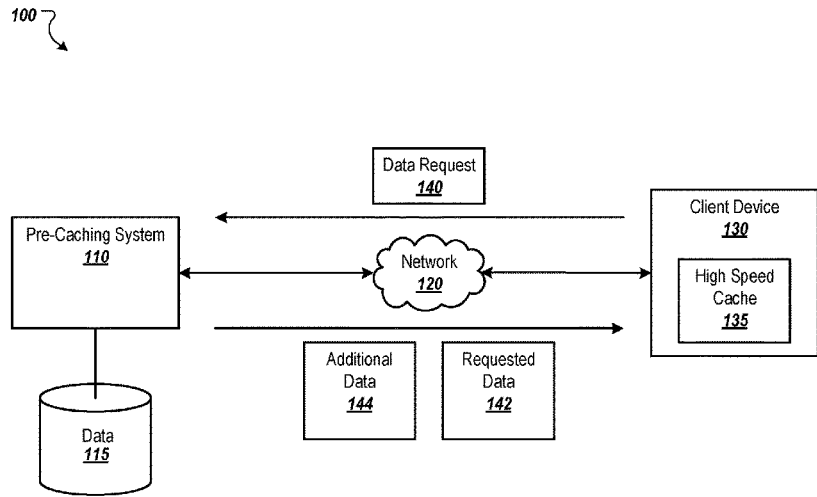 100
Data Request
140
Pre-Caching System
110
Network
120
Client Device
130
High Speed
Cache
135
Additional
Data
144
Requested
Data
142
Data
115